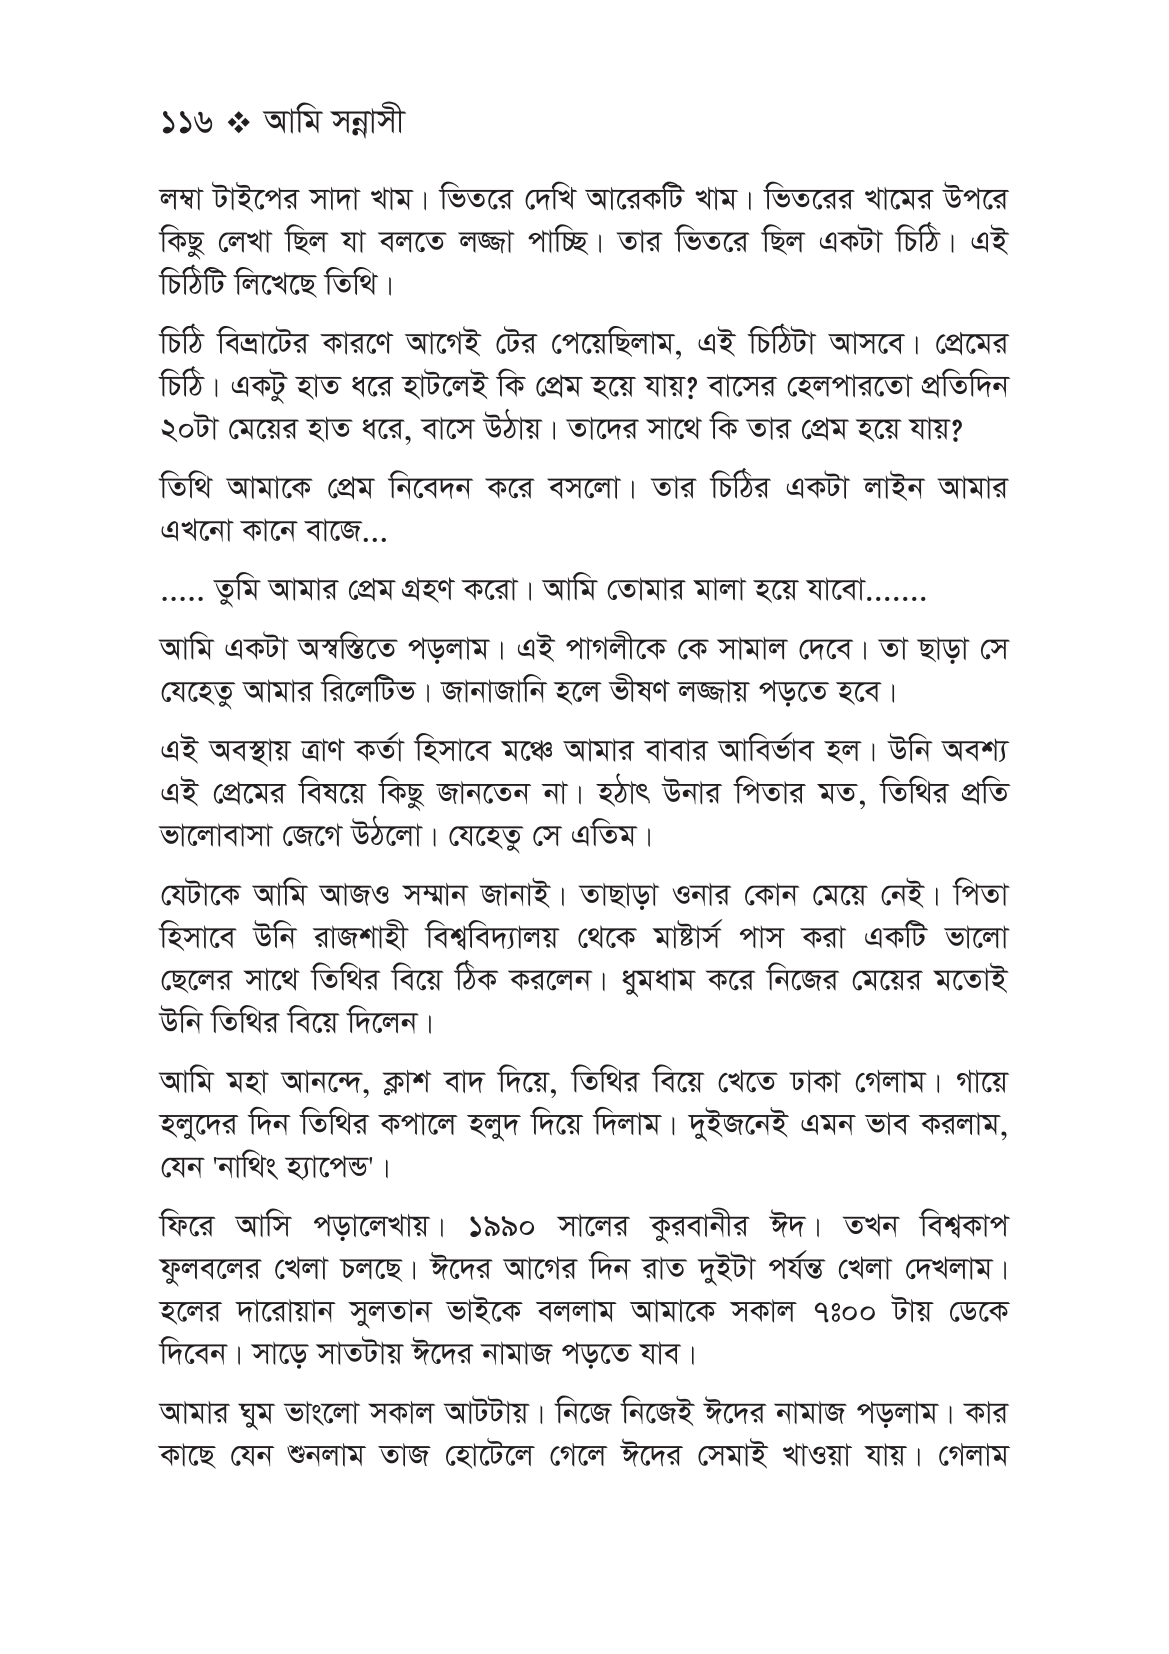 ১১৬ ❖ আমি সন্নাসী
লম্বা টাইপের সাদা খাম। ভিতরে দেখি আরেকটি খাম। ভিতরের খামের উপরে
কিছু লেখা ছিল যা বলতে লজ্জা পাচ্ছি। তার ভিতরে ছিল একটা চিঠি। এই
চিঠিটি লিখেছে তিথি।
চিঠি বিভ্রাটের কারণে আগেই টের পেয়েছিলাম, এই চিঠিটা আসবে। প্রেমের
চিঠি। একটু হাত ধরে হাটলেই কি প্রেম হয়ে যায়? বাসের হেলপারতো প্রতিদিন
২০টা মেয়ের হাত ধরে, বাসে উঠায়। তাদের সাথে কি তার প্রেম হয়ে যায়?
তিথি আমাকে প্রেম নিবেদন করে বসলো। তার চিঠির একটা লাইন আমার
এখনো কানে বাজে...
..... তুমি আমার প্রেম গ্রহণ করো। আমি তোমার মালা হয়ে যাবো.......
আমি একটা অস্বস্তিতে পড়লাম। এই পাগলীকে কে সামাল দেবে। তা ছাড়া সে
যেহেতু আমার রিলেটিভ। জানাজানি হলে ভীষণ লজ্জায় পড়তে হবে।
এই অবস্থায় ত্রাণ কর্তা হিসাবে মঞ্চে আমার বাবার আবির্ভাব হল। উনি অবশ্য
এই প্রেমের বিষয়ে কিছু জানতেন না। হঠাৎ উনার পিতার মত, তিথির প্রতি
ভালোবাসা জেগে উঠলো। যেহেতু সে এতিম।
যেটাকে আমি আজও সম্মান জানাই। তাছাড়া ওনার কোন মেয়ে নেই। পিতা
হিসাবে উনি রাজশাহী বিশ্ববিদ্যালয় থেকে মাষ্টার্স পাস করা একটি ভালো
ছেলের সাথে তিথির বিয়ে ঠিক করলেন। ধুমধাম করে নিজের মেয়ের মতোই
উনি তিথির বিয়ে দিলেন।
আমি মহা আনন্দে, ক্লাশ বাদ দিয়ে, তিথির বিয়ে খেতে ঢাকা গেলাম। গায়ে
হলুদের দিন তিথির কপালে হলুদ দিয়ে দিলাম। দুইজনেই এমন ভাব করলাম,
যেন 'নাথিং হ্যাপেন্ড'।
ফিরে আসি পড়ালেখায়। ১৯৯০ সালের কুরবানীর ঈদ। তখন বিশ্বকাপ
ফুলবলের খেলা চলছে। ঈদের আগের দিন রাত দুইটা পর্যন্ত খেলা দেখলাম।
হলের দারোয়ান সুলতান ভাইকে বললাম আমাকে সকাল ৭ঃ০০ টায় ডেকে
দিবেন। সাড়ে সাতটায় ঈদের নামাজ পড়তে যাব।
আমার ঘুম ভাংলো সকাল আটটায়। নিজে নিজেই ঈদের নামাজ পড়লাম। কার
কাছে যেন শুনলাম তাজ হোটেলে গেলে ঈদের সেমাই খাওয়া যায়। গেলাম